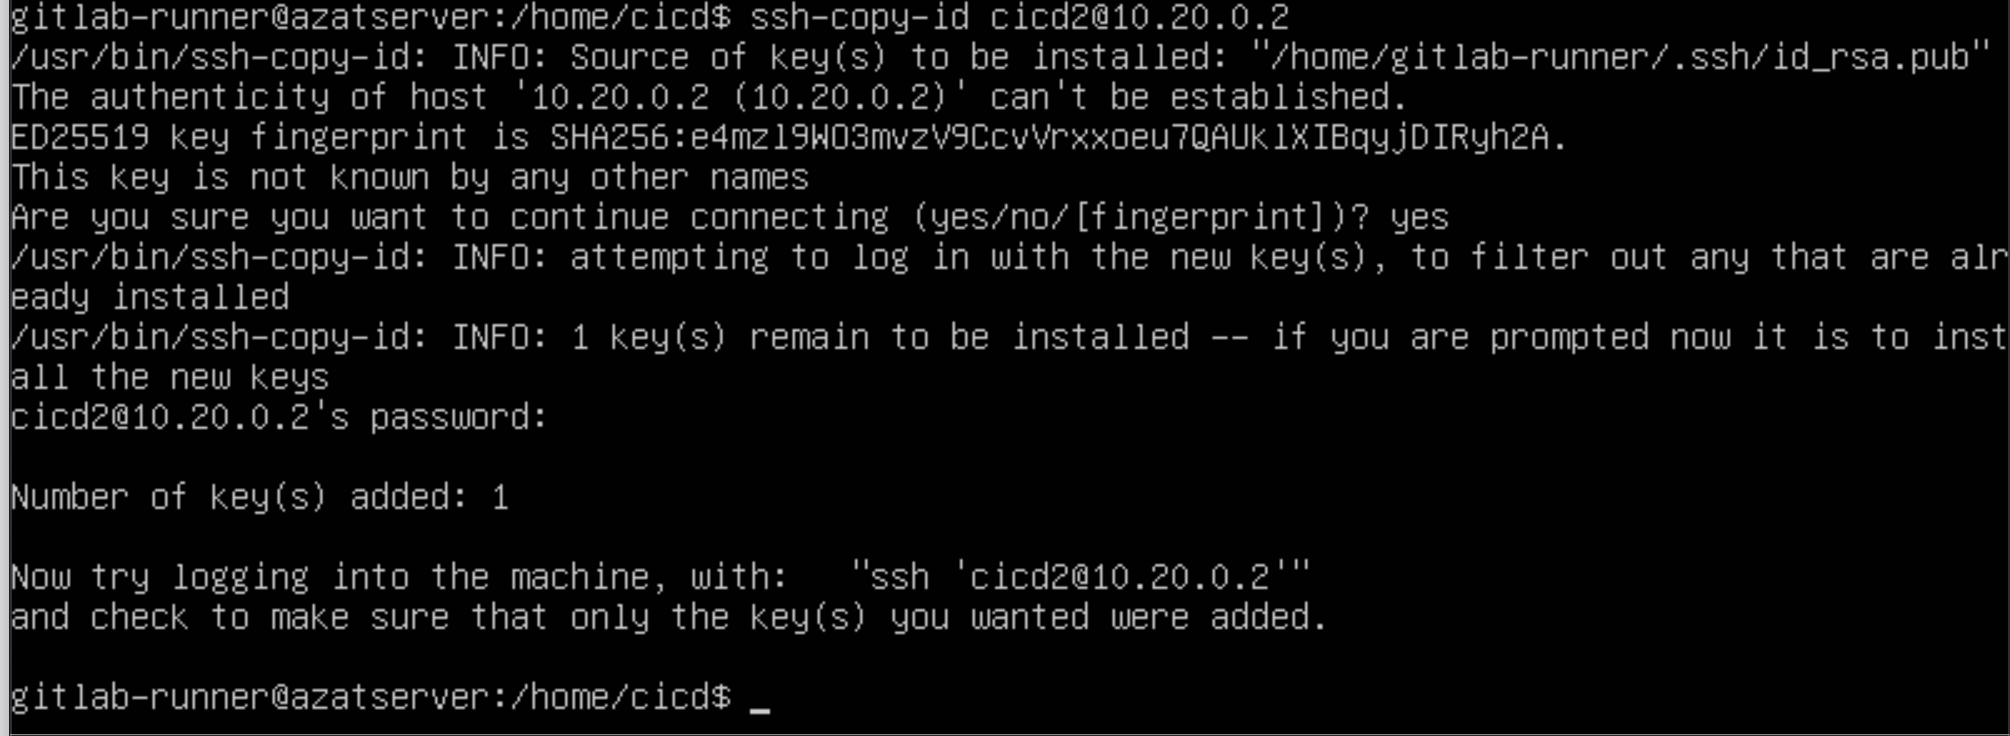 gitlab-runner@azatserver:/home/cicd$ ssh-copy-id cicd2@10.20.0.2
/usr/bin/ssh-copy-id: INFO: Source of key(s) to be installed: "/home/gitlab-runner/.ssh/id_rsa.pub"
The authenticity of host '10.20.0.2 (10.20.0.2)' can't be established.
ED25519 key fingerprint is SHA256:e4mzl9WO3mvzV9CcvVrxxoeu7QAUklXIBqyjDIRyh2A.
This key is not known by any other names
Are you sure you want to continue connecting (yes/no/[fingerprint])? yes
/usr/bin/ssh-copy-id: INFO: attempting to log in with the new key(s), to filter out any that are alr
eady installed
/usr/bin/ssh-copy-id: INFO: 1 key(s) remain to be installed -- if you are prompted now it is to inst
all the new keys
cicd2@10.20.0.2's password:
Number of key(s) added: 1
Now try logging into the machine, with:   "ssh 'cicd2@10.20.0.2'"
and check to make sure that only the key(s) you wanted were added.
gitlab-runner@azatserver:/home/cicd$ _